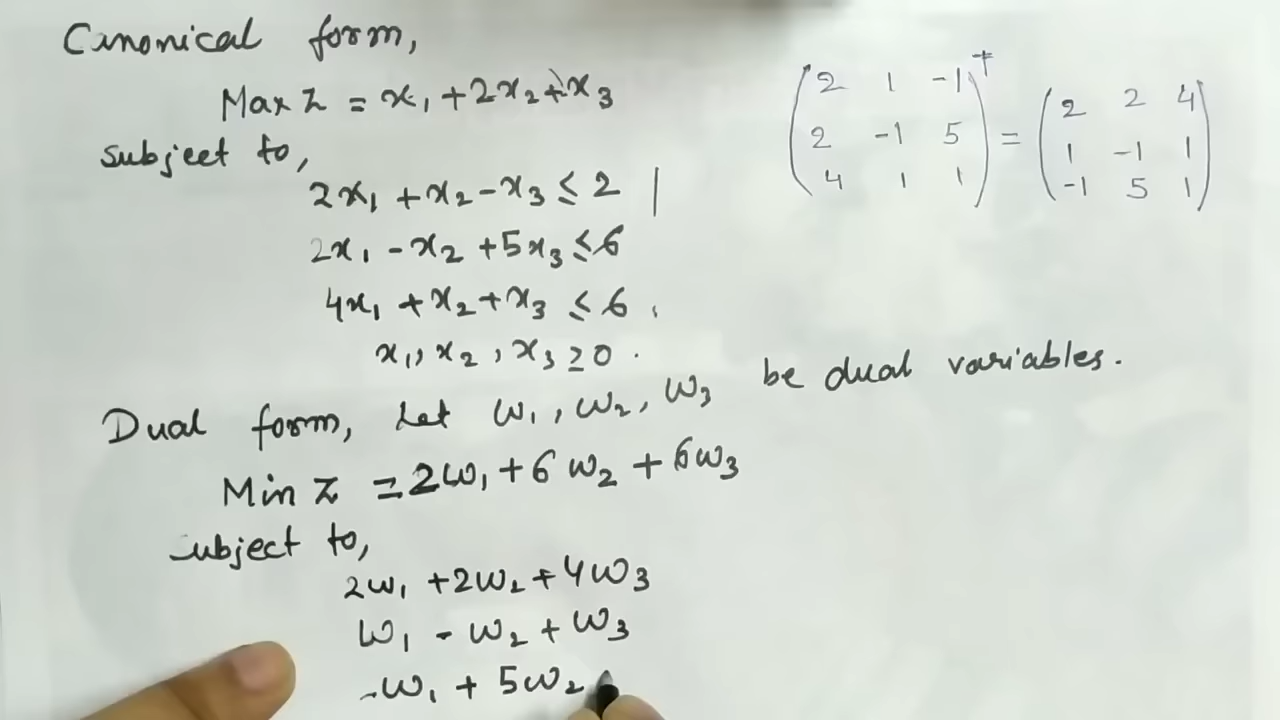 Canonical form,
Max Z = x₁ + 2x₂ + x₃
subject to,
2x₁ + x₂ - x₃ ≤ 2
2x₁ - x₂ + 5x₃ ≤ 6
4x₁ + x₂ + x₃ ≤ 6,
x₁, x₂, x₃ ≥ 0.
(2 1 -1)ᵀ = (2 2 4)
(2 -1 5) (1 -1 1)
(4 1 1) (-1 5 1)
Dual form, Let w₁, w₂, w₃ be dual variables.
Min Z = 2w₁ + 6w₂ + 6w₃
subject to,
2w₁ + 2w₂ + 4w₃
w₁ - w₂ + w₃
-w₁ + 5w₂